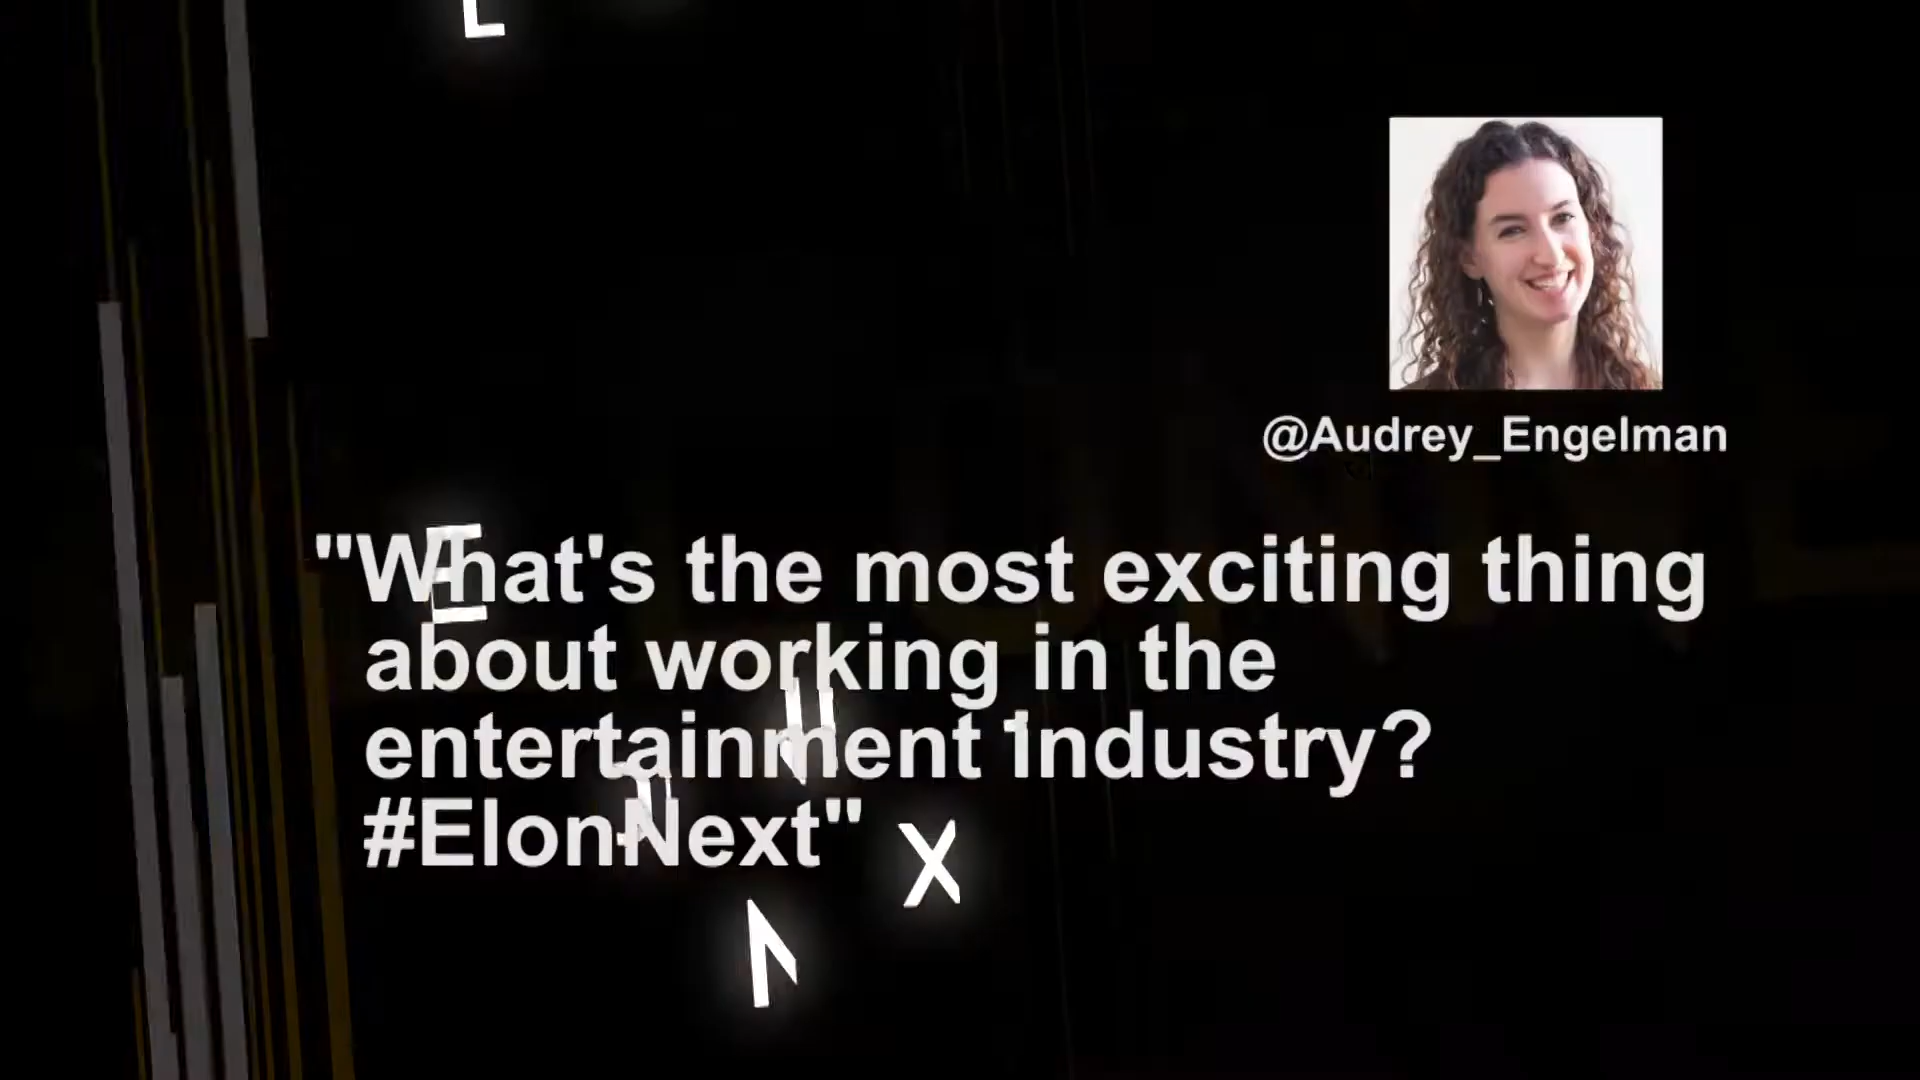 @Audrey_Engelman
"What's the most exciting thing
about working in the
entertainment industry?
#ElonNext"
X